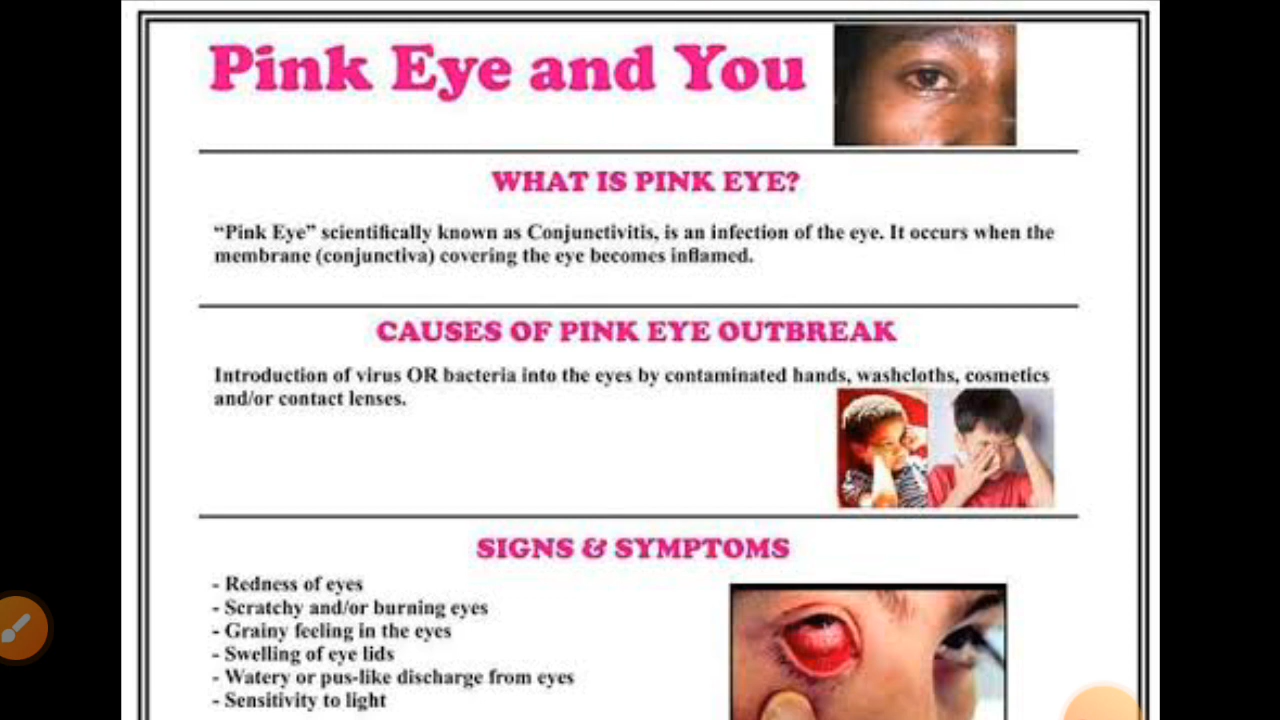 Pink Eye and You
WHAT IS PINK EYE?
“Pink Eye” scientifically known as Conjunctivitis, is an infection of the eye. It occurs when the
membrane (conjunctiva) covering the eye becomes inflamed.
CAUSES OF PINK EYE OUTBREAK
Introduction of virus OR bacteria into the eyes by contaminated hands, washcloths, cosmetics
and/or contact lenses.
SIGNS & SYMPTOMS
- Redness of eyes
- Scratchy and/or burning eyes
- Grainy feeling in the eyes
- Swelling of eye lids
- Watery or pus-like discharge from eyes
- Sensitivity to light